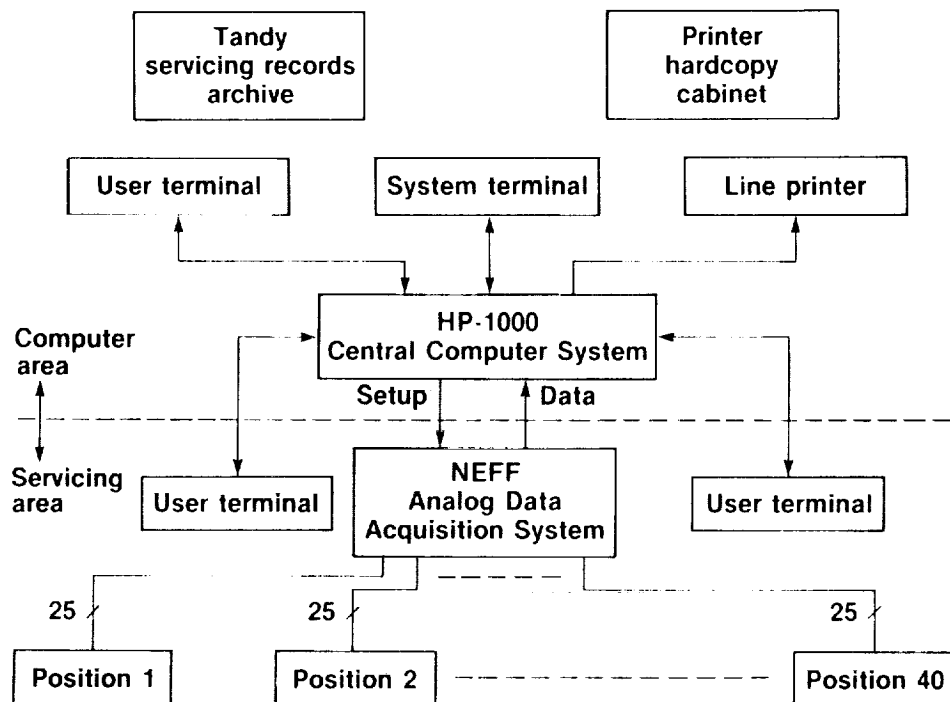 Tandy
servicing records
archive
Printer
hardcopy
cabinet
User terminal
System terminal
Line printer
HP-1000
Central Computer System
Computer
area
Setup
Data
Servicing
area
User terminal
NEFF
Analog Data
Acquisition System
User terminal
25
25
25
Position 1
Position 2
Position 40